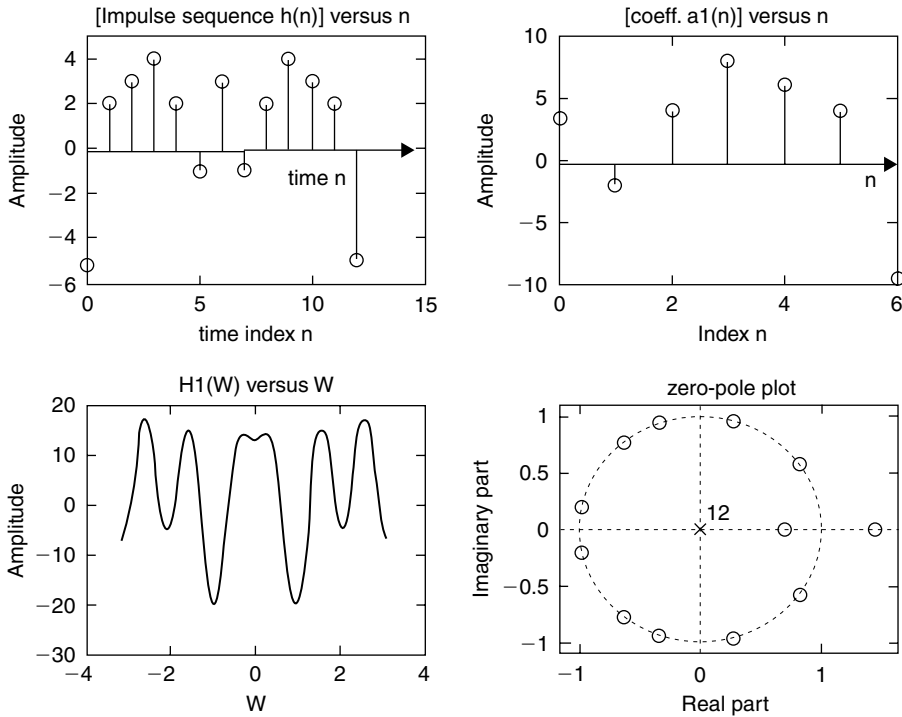 [Impulse sequence h(n)] versus n
Amplitude
4
2
0
−2
−4
−6
time n
0 5 10 15
time index n
[coeff. a1(n)] versus n
Amplitude
10
5
0
−5
−10
n
0 2 4 6
Index n
H1(W) versus W
Amplitude
20
10
0
−10
−20
−30
−4 −2 0 2 4
W
zero-pole plot
Imaginary part
1
0.5
0
−0.5
−1
12
−1 0 1
Real part